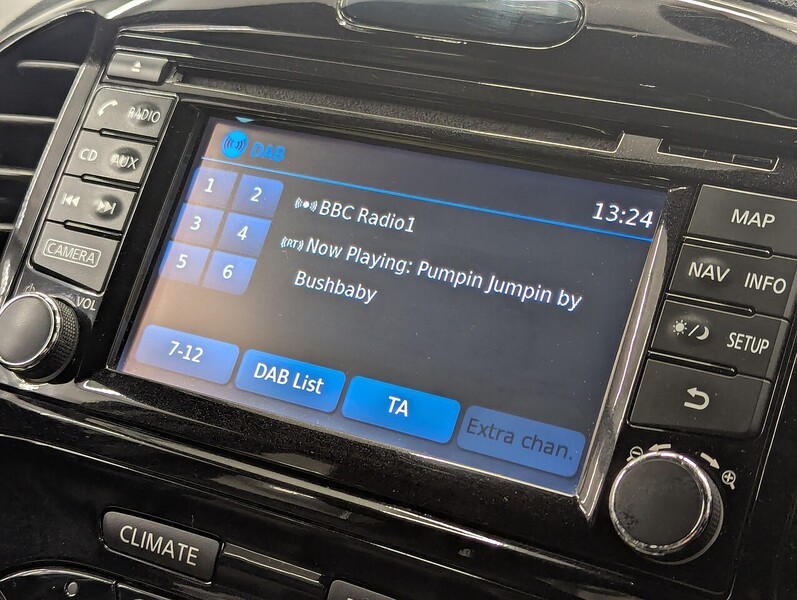 RADIO
CD AUX
CAMERA
VOL
DAB
13:24
1 2
3 4
5 6
BBC Radio1
(RT) Now Playing: Pumpin Jumpin by
Bushbaby
7-12
DAB List
TA
Extra chan.
MAP
NAV INFO
SETUP
CLIMATE